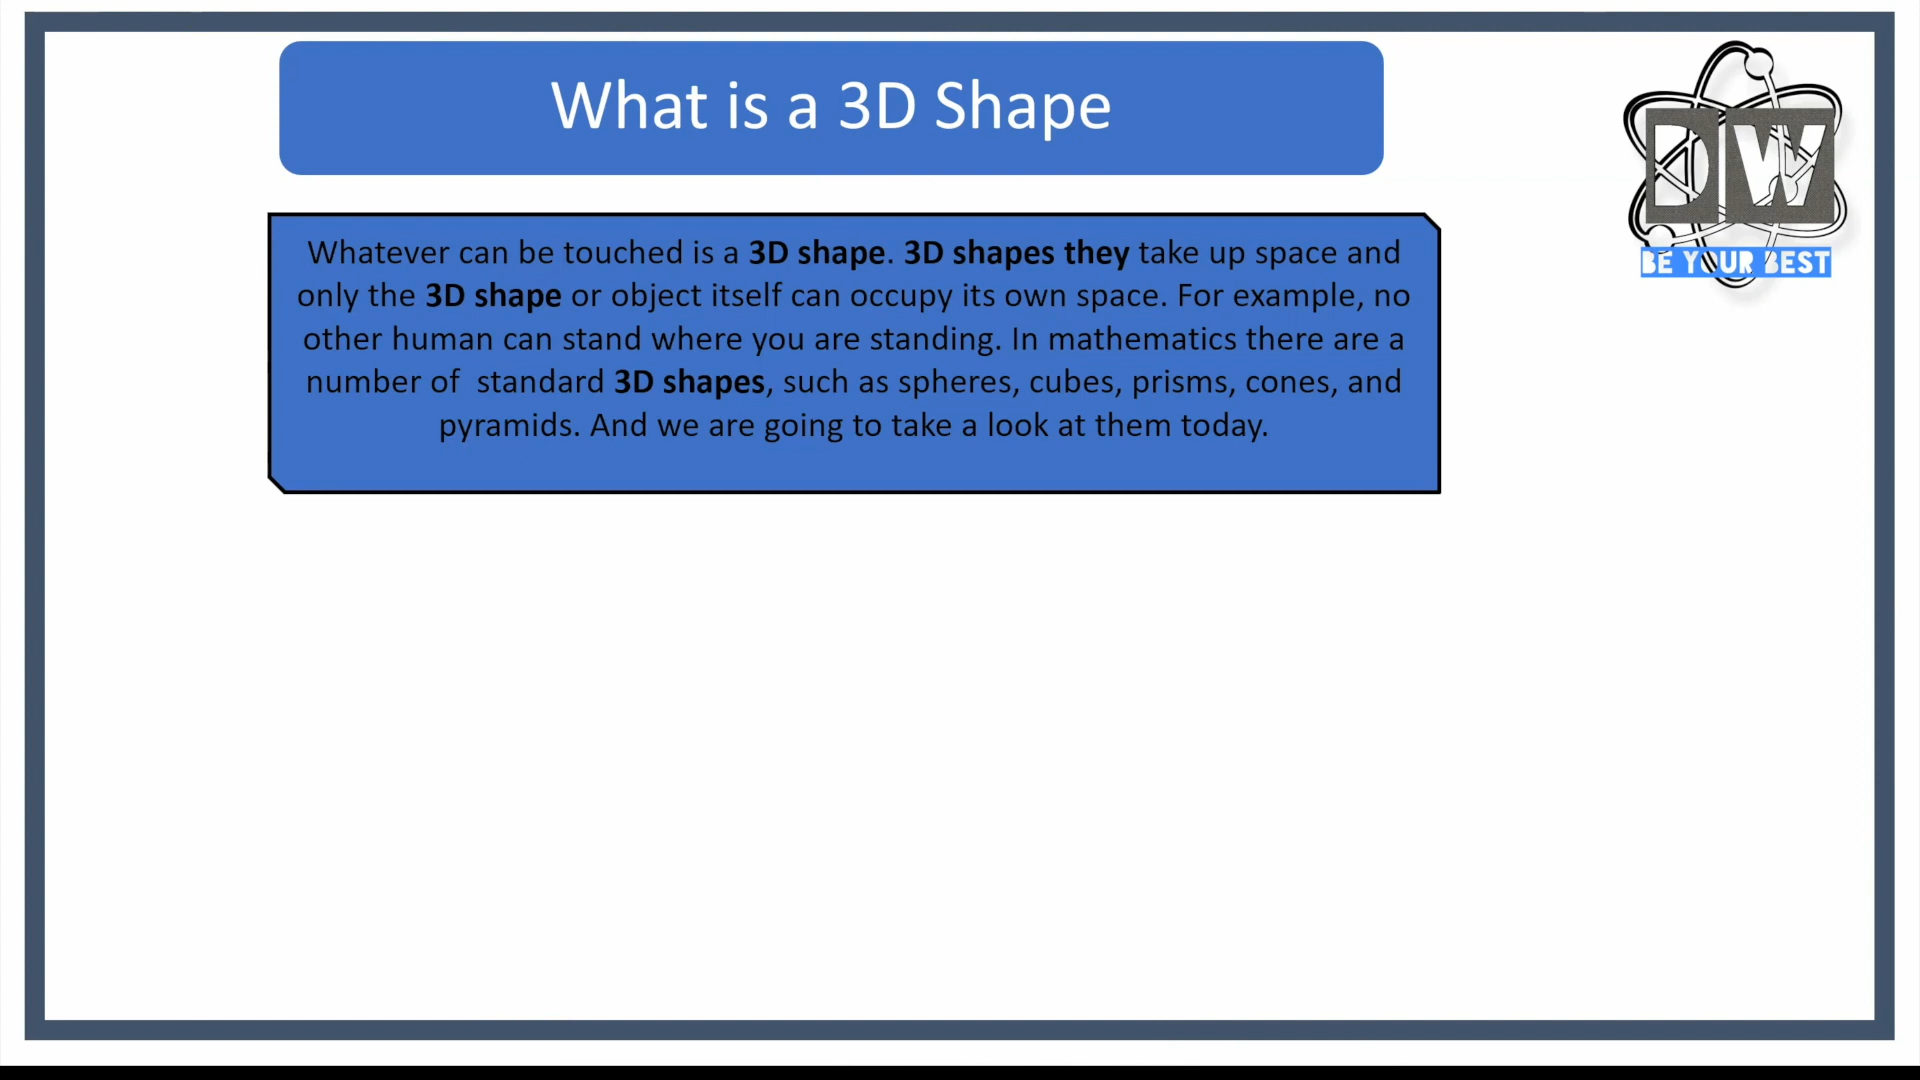 What is a 3D Shape
DW
BE YOUR BEST
Whatever can be touched is a 3D shape. 3D shapes they take up space and
only the 3D shape or object itself can occupy its own space. For example, no
other human can stand where you are standing. In mathematics there are a
number of  standard 3D shapes, such as spheres, cubes, prisms, cones, and
pyramids. And we are going to take a look at them today.